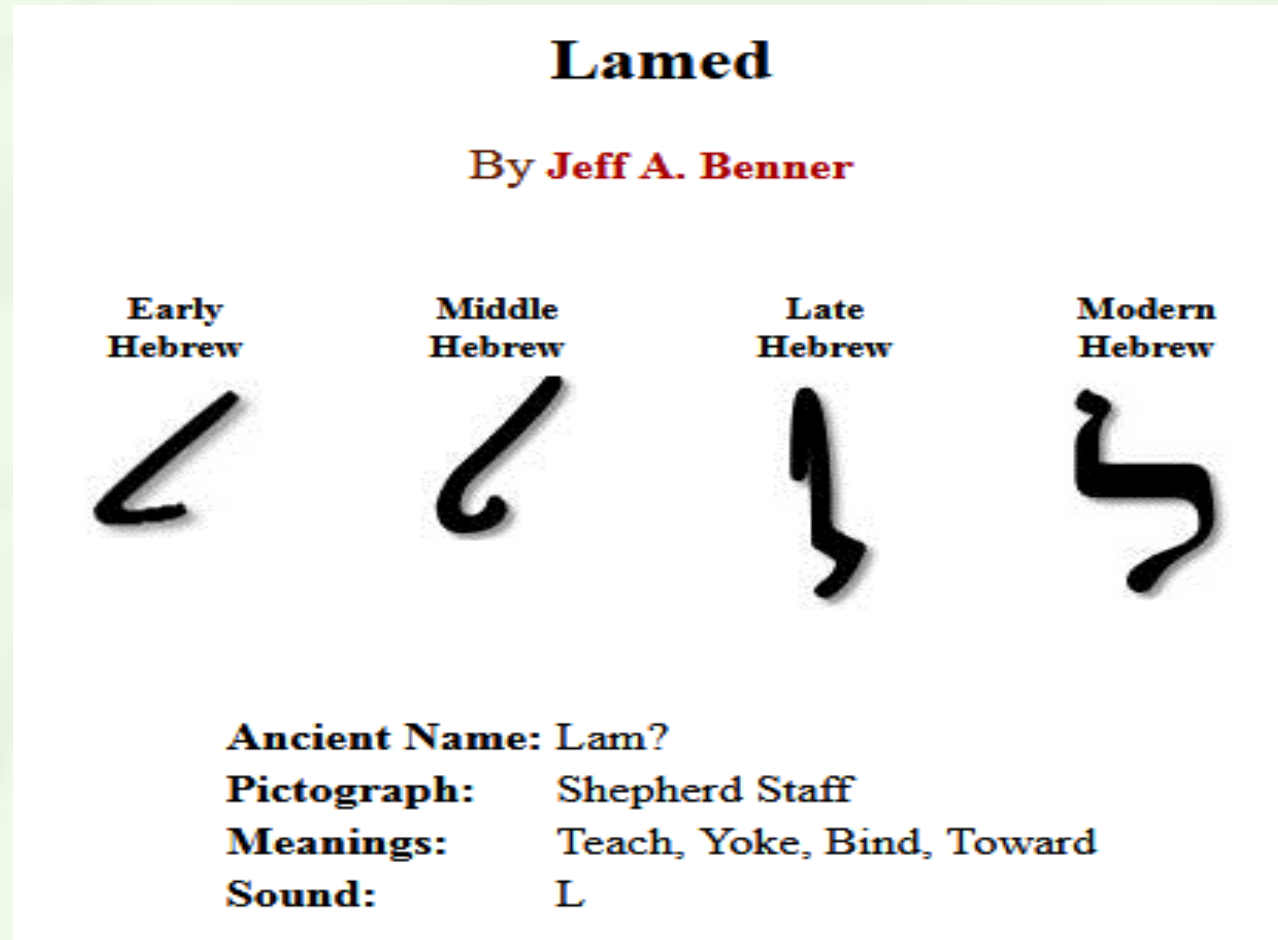 Lamed
By Jeff A. Benner
Early Hebrew
Middle Hebrew
Late Hebrew
Modern Hebrew
ל
Ancient Name: Lam?
Pictograph: Shepherd Staff
Meanings: Teach, Yoke, Bind, Toward
Sound: L